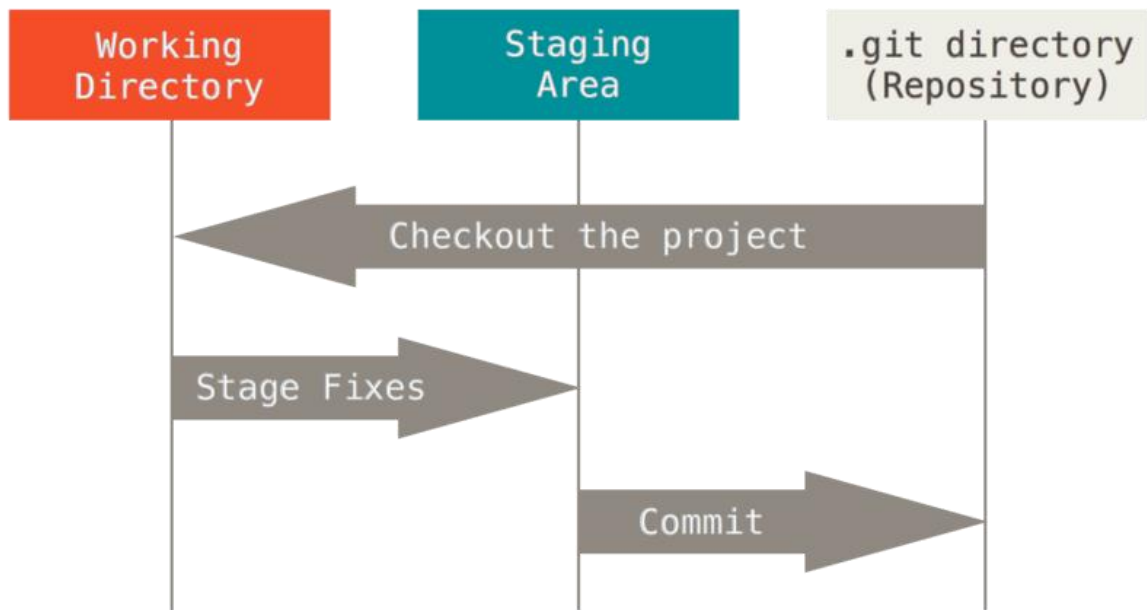 Working
Directory
Staging
Area
.git directory
(Repository)
Checkout the project
Stage Fixes
Commit